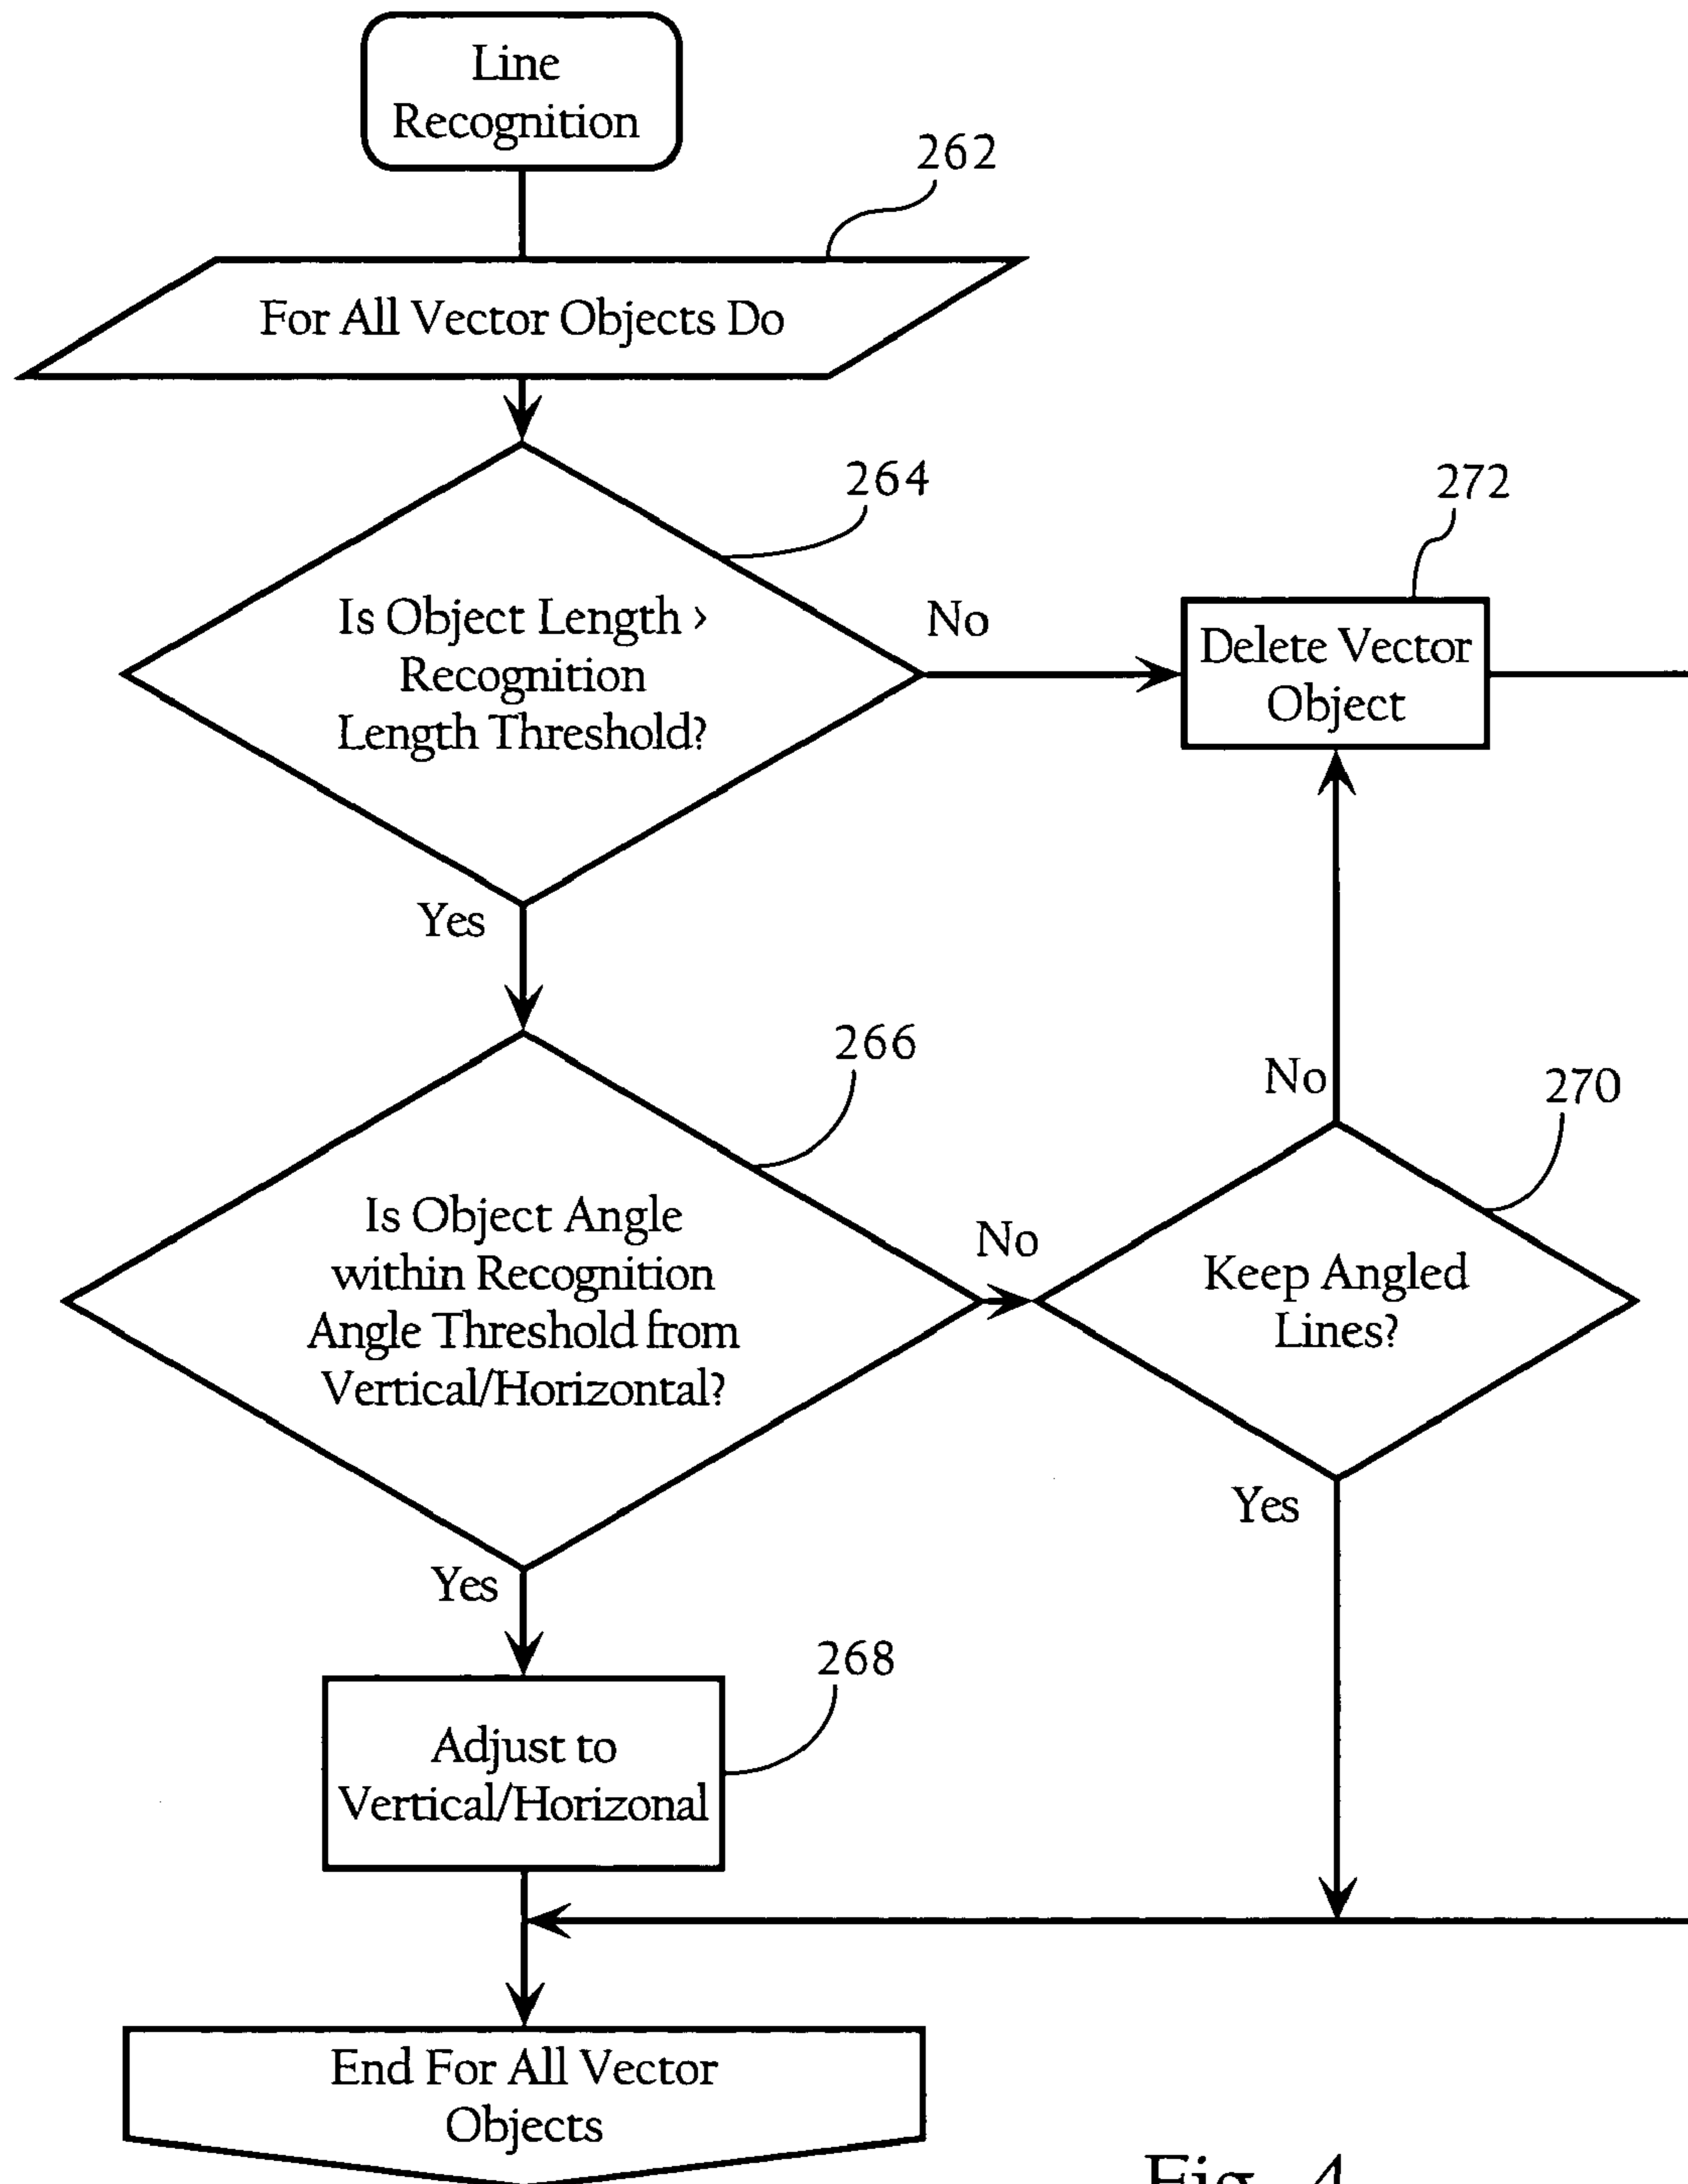 Line
Recognition
262
For All Vector Objects Do
264
272
Is Object Length >
Recognition
Length Threshold?
No
Delete Vector
Object
Yes
266
No
270
Is Object Angle
within Recognition
Angle Threshold from
Vertical/Horizontal?
No
Keep Angled
Lines?
Yes
Yes
268
Adjust to
Vertical/Horizonal
End For All Vector
Objects
Fig. 4